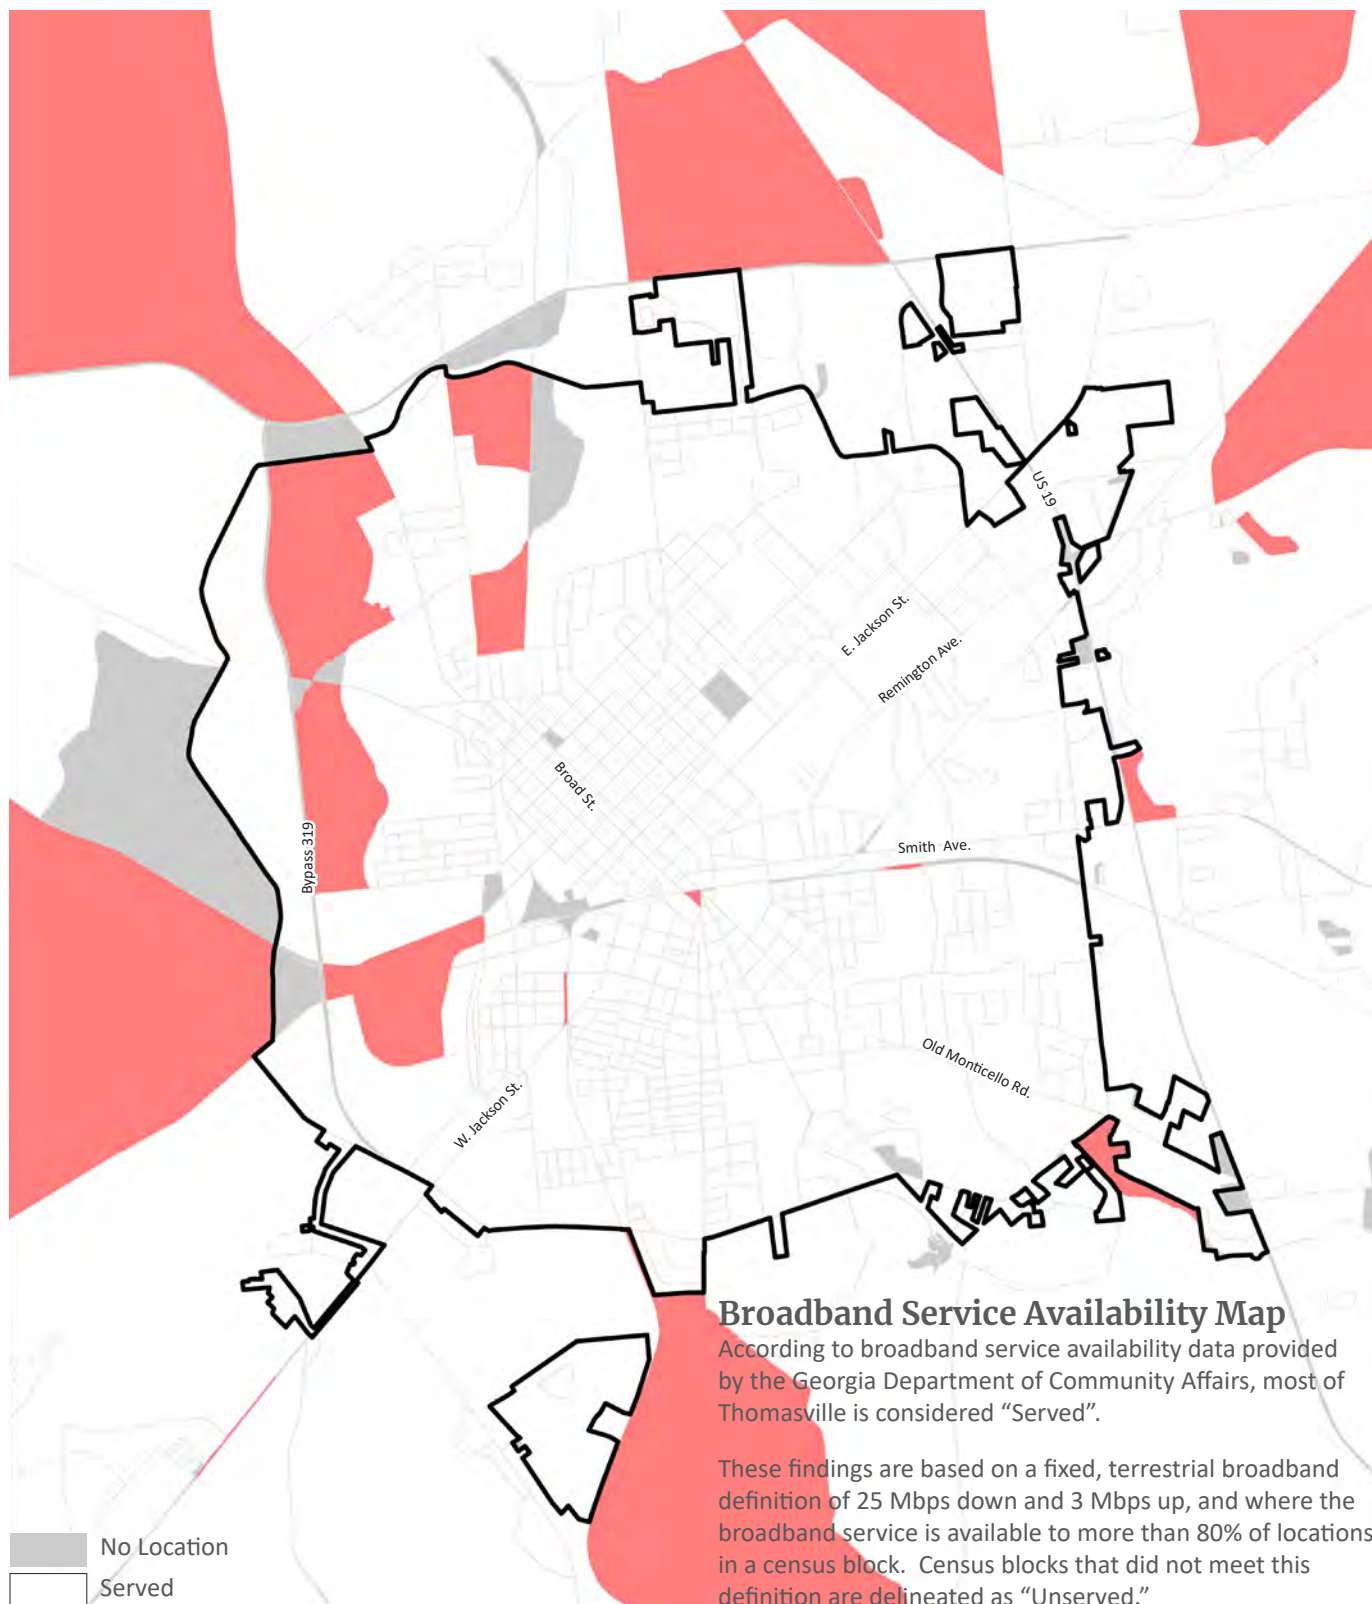 US 19
E. Jackson St.
Remington Ave.
Broad St.
Bypass 319
Smith Ave.
Old Monticello Rd.
W. Jackson St.
Broadband Service Availability Map
According to broadband service availability data provided
by the Georgia Department of Community Affairs, most of
Thomasville is considered “Served”.
These findings are based on a fixed, terrestrial broadband
definition of 25 Mbps down and 3 Mbps up, and where the
broadband service is available to more than 80% of locations
in a census block. Census blocks that did not meet this
definition are delineated as “Unserved.”
No Location
Served